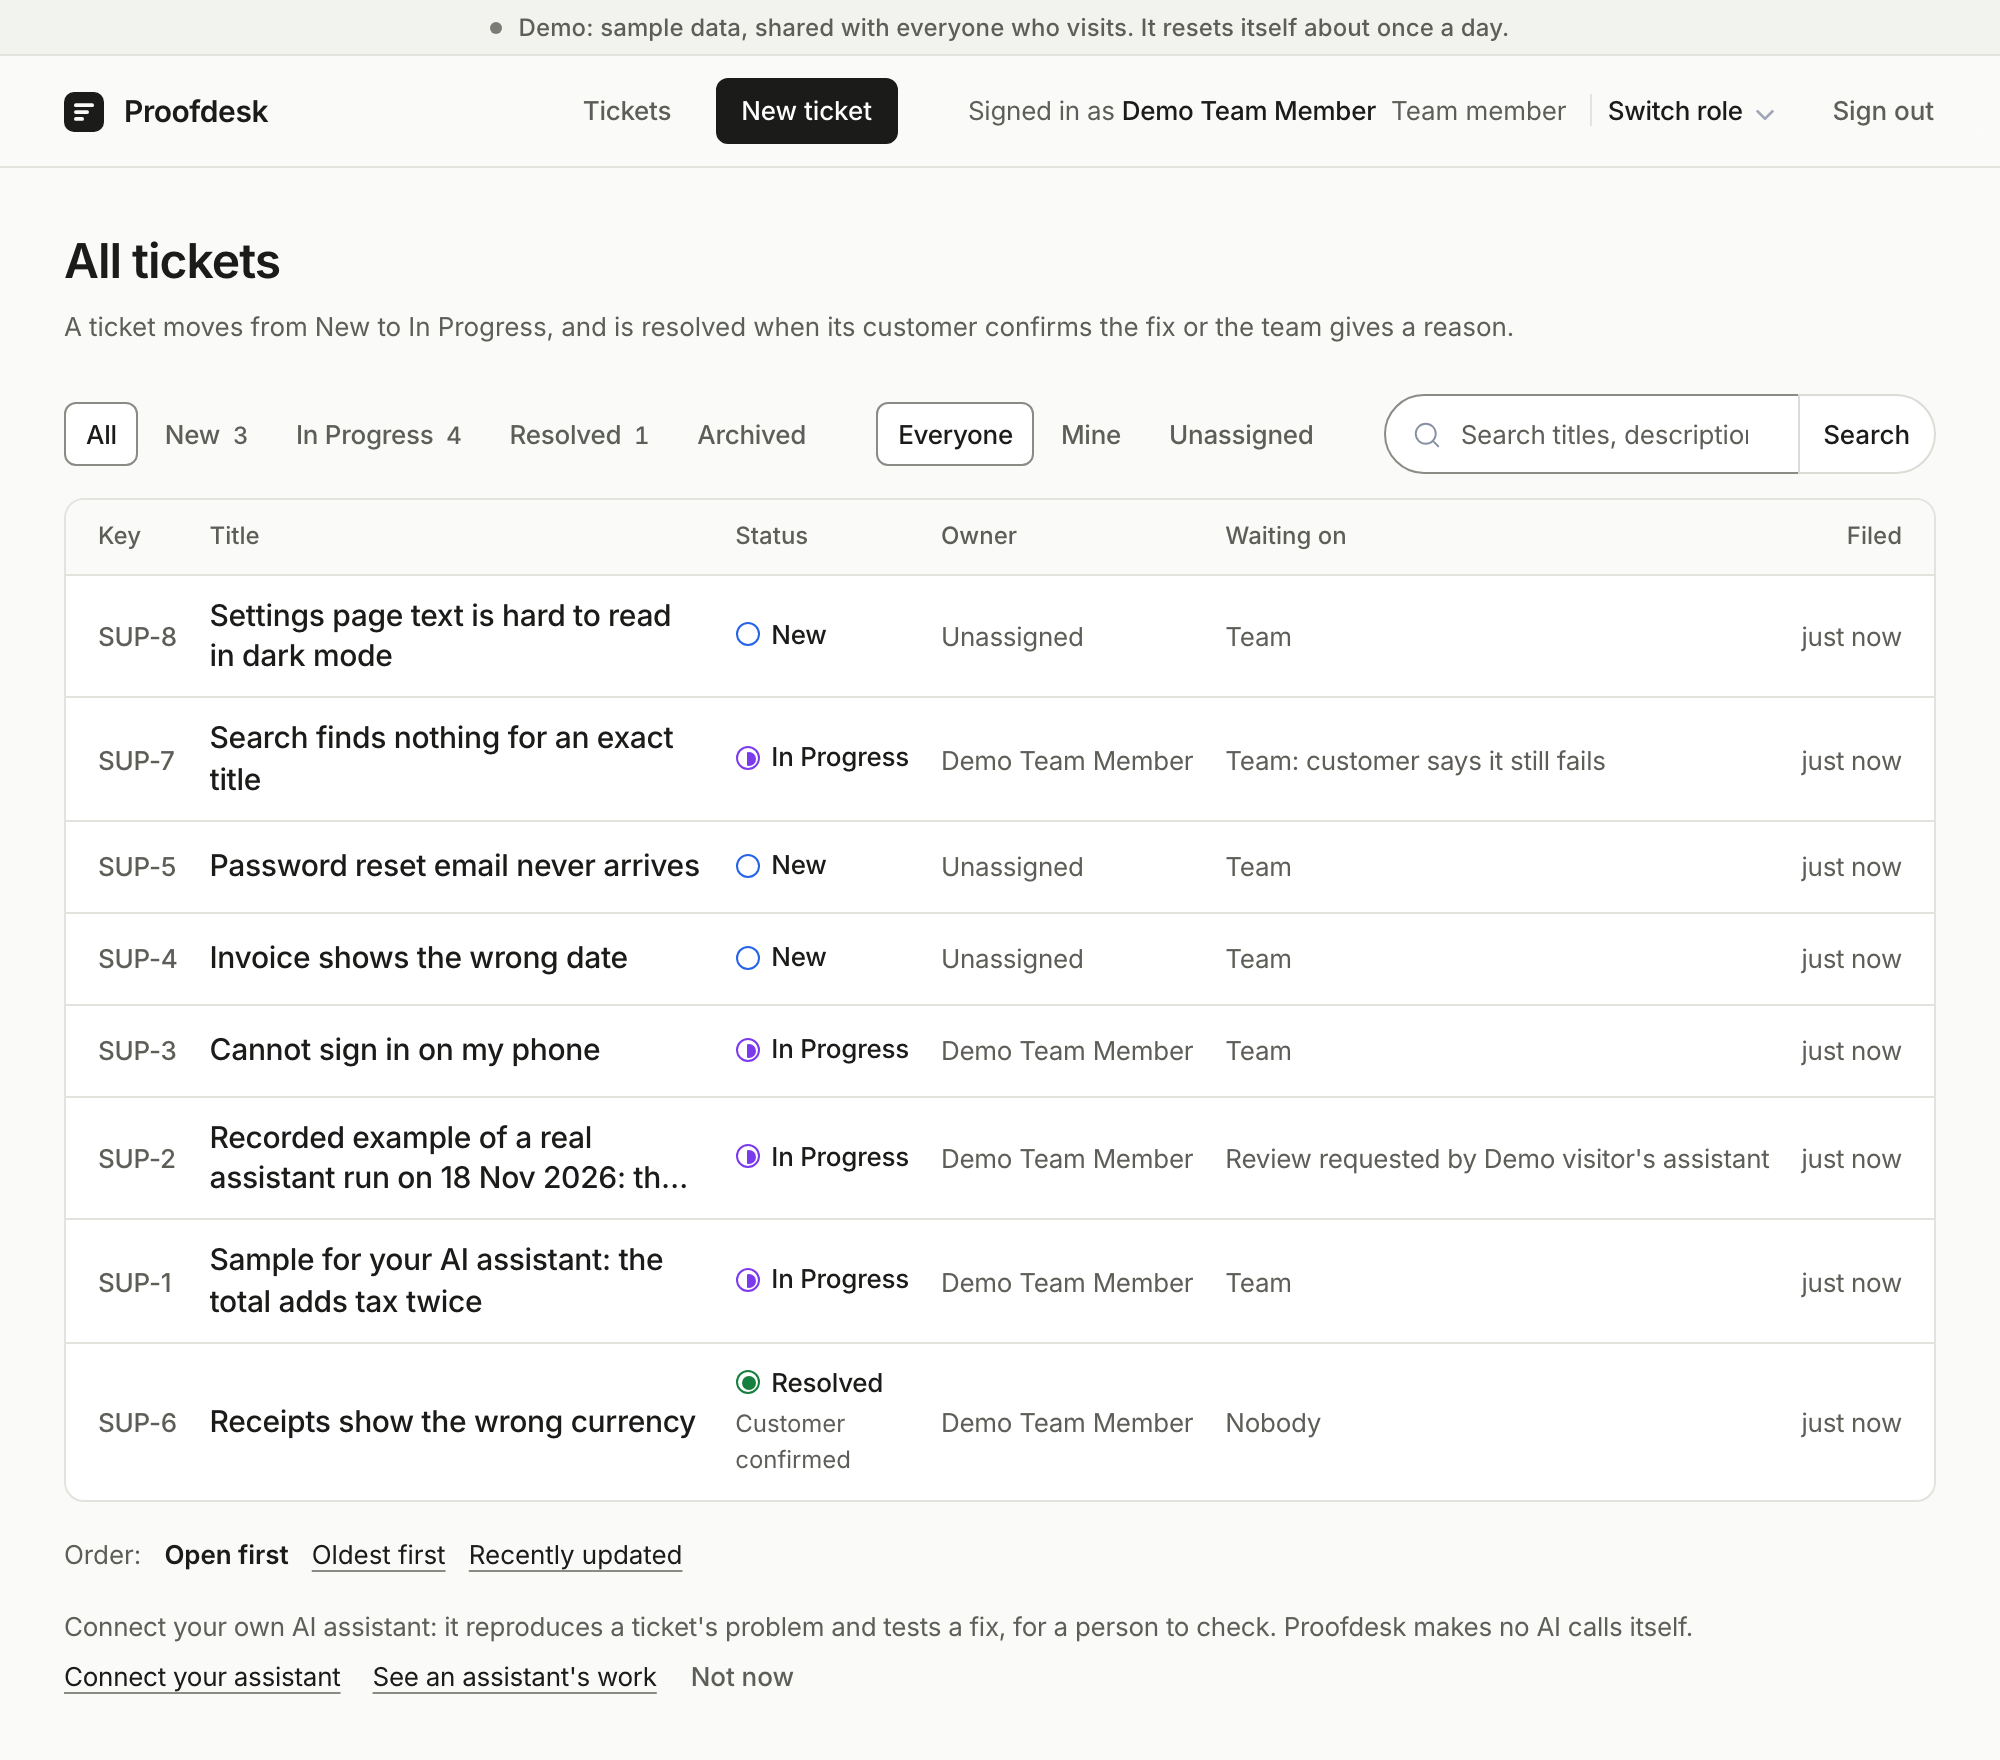 Demo: sample data, shared with everyone who visits. It resets itself about once a day.
Proofdesk
Tickets
New ticket
Signed in as Demo Team Member Team member
Switch role
Sign out
All tickets
A ticket moves from New to In Progress, and is resolved when its customer confirms the fix or the team gives a reason.
All
New 3
In Progress 4
Resolved 1
Archived
Everyone
Mine
Unassigned
Search titles, description
Search
Key Title Status Owner Waiting on Filed
SUP-8
Settings page text is hard to read
in dark mode
New
Unassigned
Team
just now
SUP-7
Search finds nothing for an exact
title
In Progress
Demo Team Member
Team: customer says it still fails
just now
SUP-5
Password reset email never arrives
New
Unassigned
Team
just now
SUP-4
Invoice shows the wrong date
New
Unassigned
Team
just now
SUP-3
Cannot sign in on my phone
In Progress
Demo Team Member
Team
just now
SUP-2
Recorded example of a real
assistant run on 18 Nov 2026: th...
In Progress
Demo Team Member
Review requested by Demo visitor's assistant
just now
SUP-1
Sample for your AI assistant: the
total adds tax twice
In Progress
Demo Team Member
Team
just now
SUP-6
Receipts show the wrong currency
Resolved
Customer
confirmed
Demo Team Member
Nobody
just now
Order: Open first Oldest first Recently updated
Connect your own AI assistant: it reproduces a ticket's problem and tests a fix, for a person to check. Proofdesk makes no AI calls itself.
Connect your assistant See an assistant's work Not now